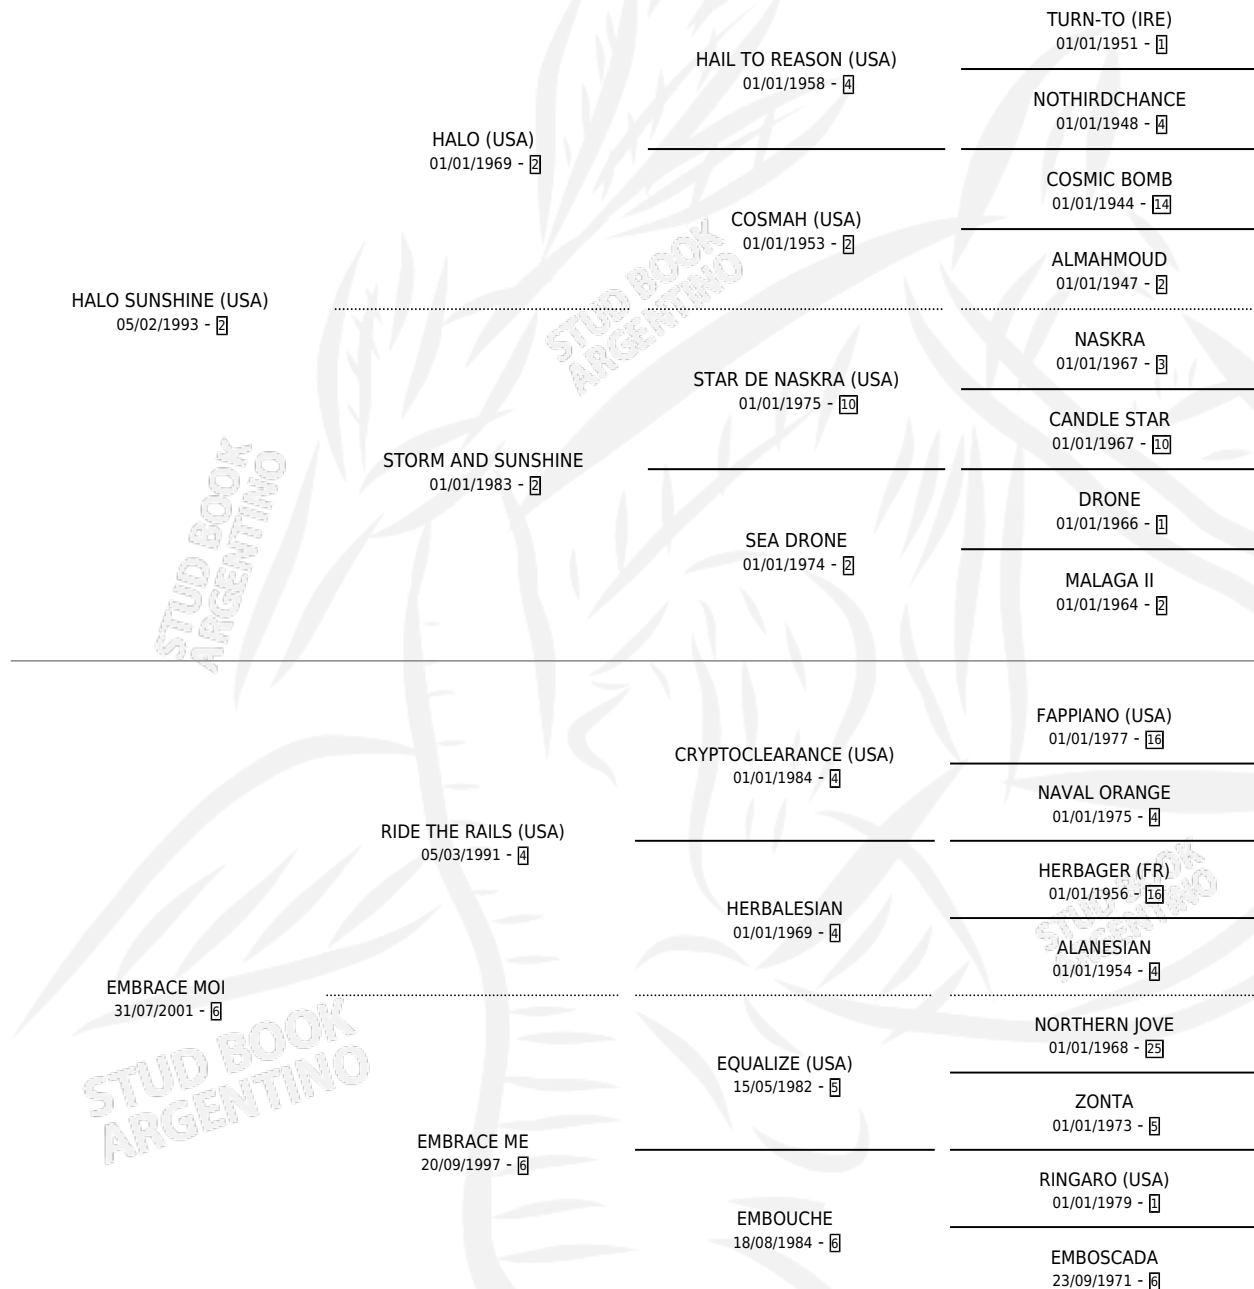 TURN-TO (IRE)
01/01/1951 - 1
HAIL TO REASON (USA)
01/01/1958 - 4
NOTHIRDCHANCE
01/01/1948 - 4
HALO (USA)
01/01/1969 - 2
COSMIC BOMB
01/01/1944 - 14
COSMAH (USA)
01/01/1953 - 2
ALMAHMOUD
01/01/1947 - 2
HALO SUNSHINE (USA)
05/02/1993 - 2
NASKRA
01/01/1967 - 3
STAR DE NASKRA (USA)
01/01/1975 - 10
CANDLE STAR
01/01/1967 - 10
STORM AND SUNSHINE
01/01/1983 - 2
DRONE
01/01/1966 - 1
SEA DRONE
01/01/1974 - 2
MALAGA II
01/01/1964 - 2
FAPPIANO (USA)
01/01/1977 - 16
CRYPTOCLEARANCE (USA)
01/01/1984 - 4
NAVAL ORANGE
01/01/1975 - 4
RIDE THE RAILS (USA)
05/03/1991 - 4
HERBAGER (FR)
01/01/1956 - 16
HERBALESIAN
01/01/1969 - 4
ALANESIAN
01/01/1954 - 4
EMBRACE MOI
31/07/2001 - 6
NORTHERN JOVE
01/01/1968 - 25
EQUALIZE (USA)
15/05/1982 - 5
ZONTA
01/01/1973 - 5
EMBRACE ME
20/09/1997 - 6
RINGARO (USA)
01/01/1979 - 1
EMBOUCHE
18/08/1984 - 6
EMBOSCADA
23/09/1971 - 6
STUD BOOK
ARGENTINO
STUD BOOK
ARGENTINO
STUD BOOK
ARGENTINO
STUD BOOK
ARGENTINO